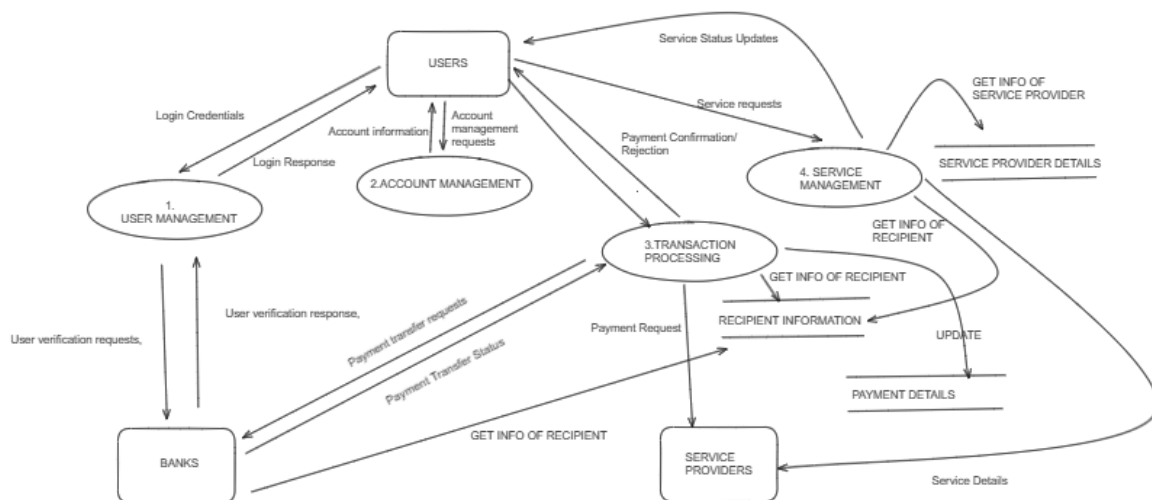 Service Status Updates
USERS
GET INFO OF
SERVICE PROVIDER
Login Credentials
Account information
Account
management
requests
Service requests
Payment Confirmation/
Rejection
Login Response
SERVICE PROVIDER DETAILS
2.ACCOUNT MANAGEMENT
4. SERVICE
MANAGEMENT
1.
USER MANAGEMENT
GET INFO OF
RECIPIENT
3.TRANSACTION
PROCESSING
GET INFO OF RECIPIENT
User verification response,
User verification requests,
Payment transfer requests
Payment Transfer Status
Payment Request
RECIPIENT INFORMATION
UPDATE
PAYMENT DETAILS
GET INFO OF RECIPIENT
BANKS
SERVICE
PROVIDERS
Service Details